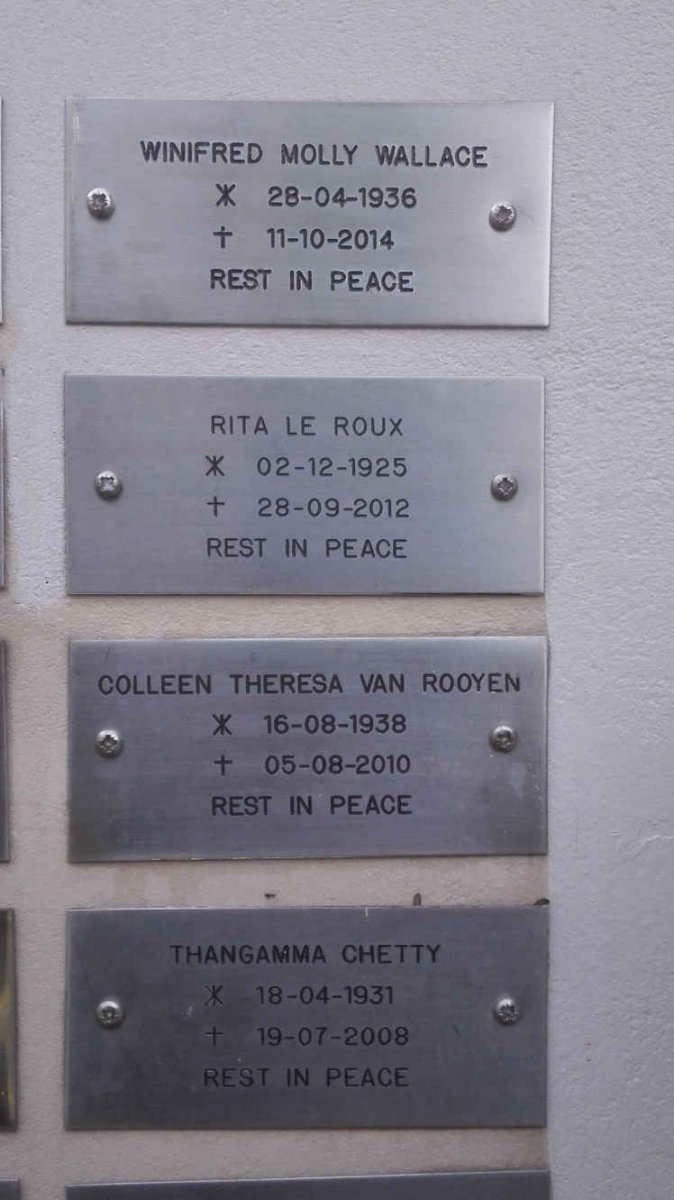 WINIFRED MOLLY WALLACE
ᛯ 28-04-1936
† 11-10-2014
REST IN PEACE
RITA LE ROUX
ᛯ 02-12-1925
† 28-09-2012
REST IN PEACE
COLLEEN THERESA VAN ROOYEN
ᛯ 16-08-1938
† 05-08-2010
REST IN PEACE
THANGAMMA CHETTY
ᛯ 18-04-1931
† 19-07-2008
REST IN PEACE